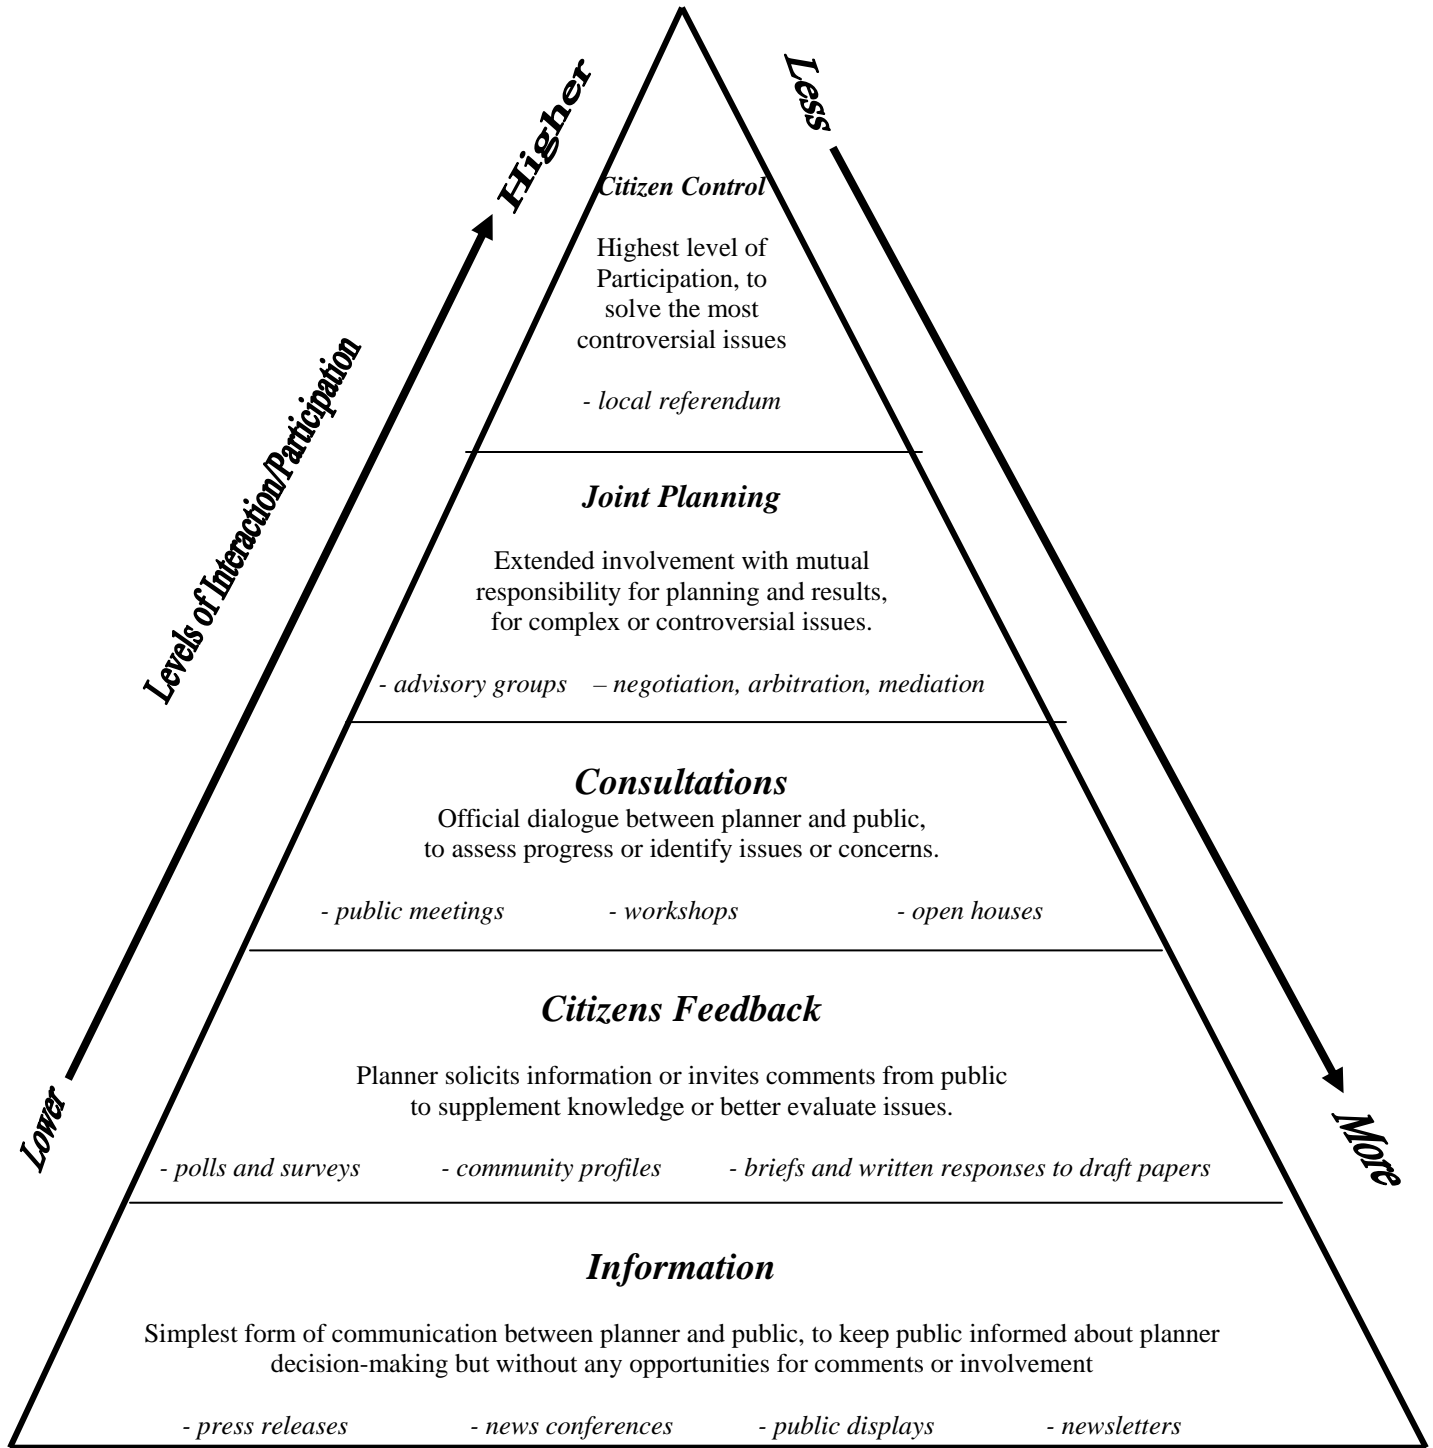 Higher
Less
Citizen Control
Highest level of
Participation, to
solve the most
controversial issues
- local referendum
Levels of Interaction/Participation
Joint Planning
Extended involvement with mutual
responsibility for planning and results,
for complex or controversial issues.
- advisory groups – negotiation, arbitration, mediation
Consultations
Official dialogue between planner and public,
to assess progress or identify issues or concerns.
- public meetings - workshops - open houses
Citizens Feedback
Planner solicits information or invites comments from public
to supplement knowledge or better evaluate issues.
Lower
More
- polls and surveys - community profiles - briefs and written responses to draft papers
Information
Simplest form of communication between planner and public, to keep public informed about planner
decision-making but without any opportunities for comments or involvement
- press releases - news conferences - public displays - newsletters